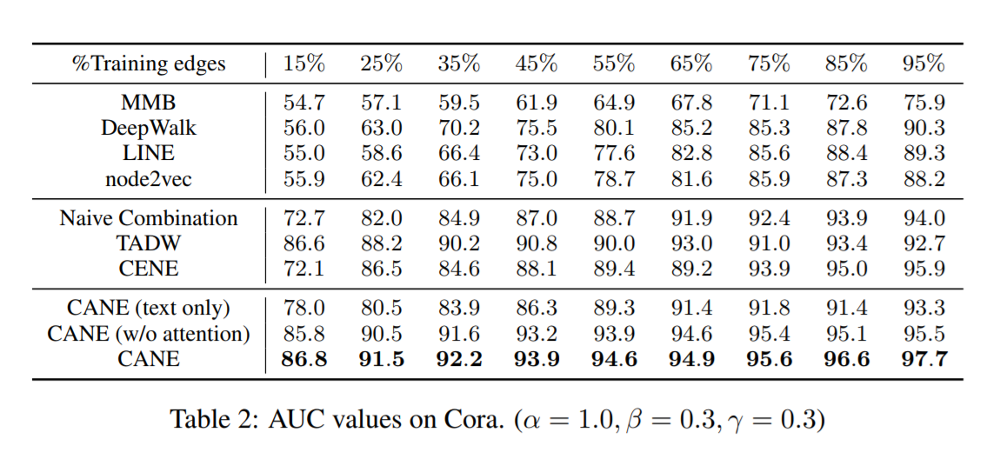 %Training edges 15% 25% 35% 45% 55% 65% 75% 85% 95%
MMB 54.7 57.1 59.5 61.9 64.9 67.8 71.1 72.6 75.9
DeepWalk 56.0 63.0 70.2 75.5 80.1 85.2 85.3 87.8 90.3
LINE 55.0 58.6 66.4 73.0 77.6 82.8 85.6 88.4 89.3
node2vec 55.9 62.4 66.1 75.0 78.7 81.6 85.9 87.3 88.2
Naive Combination 72.7 82.0 84.9 87.0 88.7 91.9 92.4 93.9 94.0
TADW 86.6 88.2 90.2 90.8 90.0 93.0 91.0 93.4 92.7
CENE 72.1 86.5 84.6 88.1 89.4 89.2 93.9 95.0 95.9
CANE (text only) 78.0 80.5 83.9 86.3 89.3 91.4 91.8 91.4 93.3
CANE (w/o attention) 85.8 90.5 91.6 93.2 93.9 94.6 95.4 95.1 95.5
CANE 86.8 91.5 92.2 93.9 94.6 94.9 95.6 96.6 97.7
Table 2: AUC values on Cora. (α = 1.0, β = 0.3, γ = 0.3)